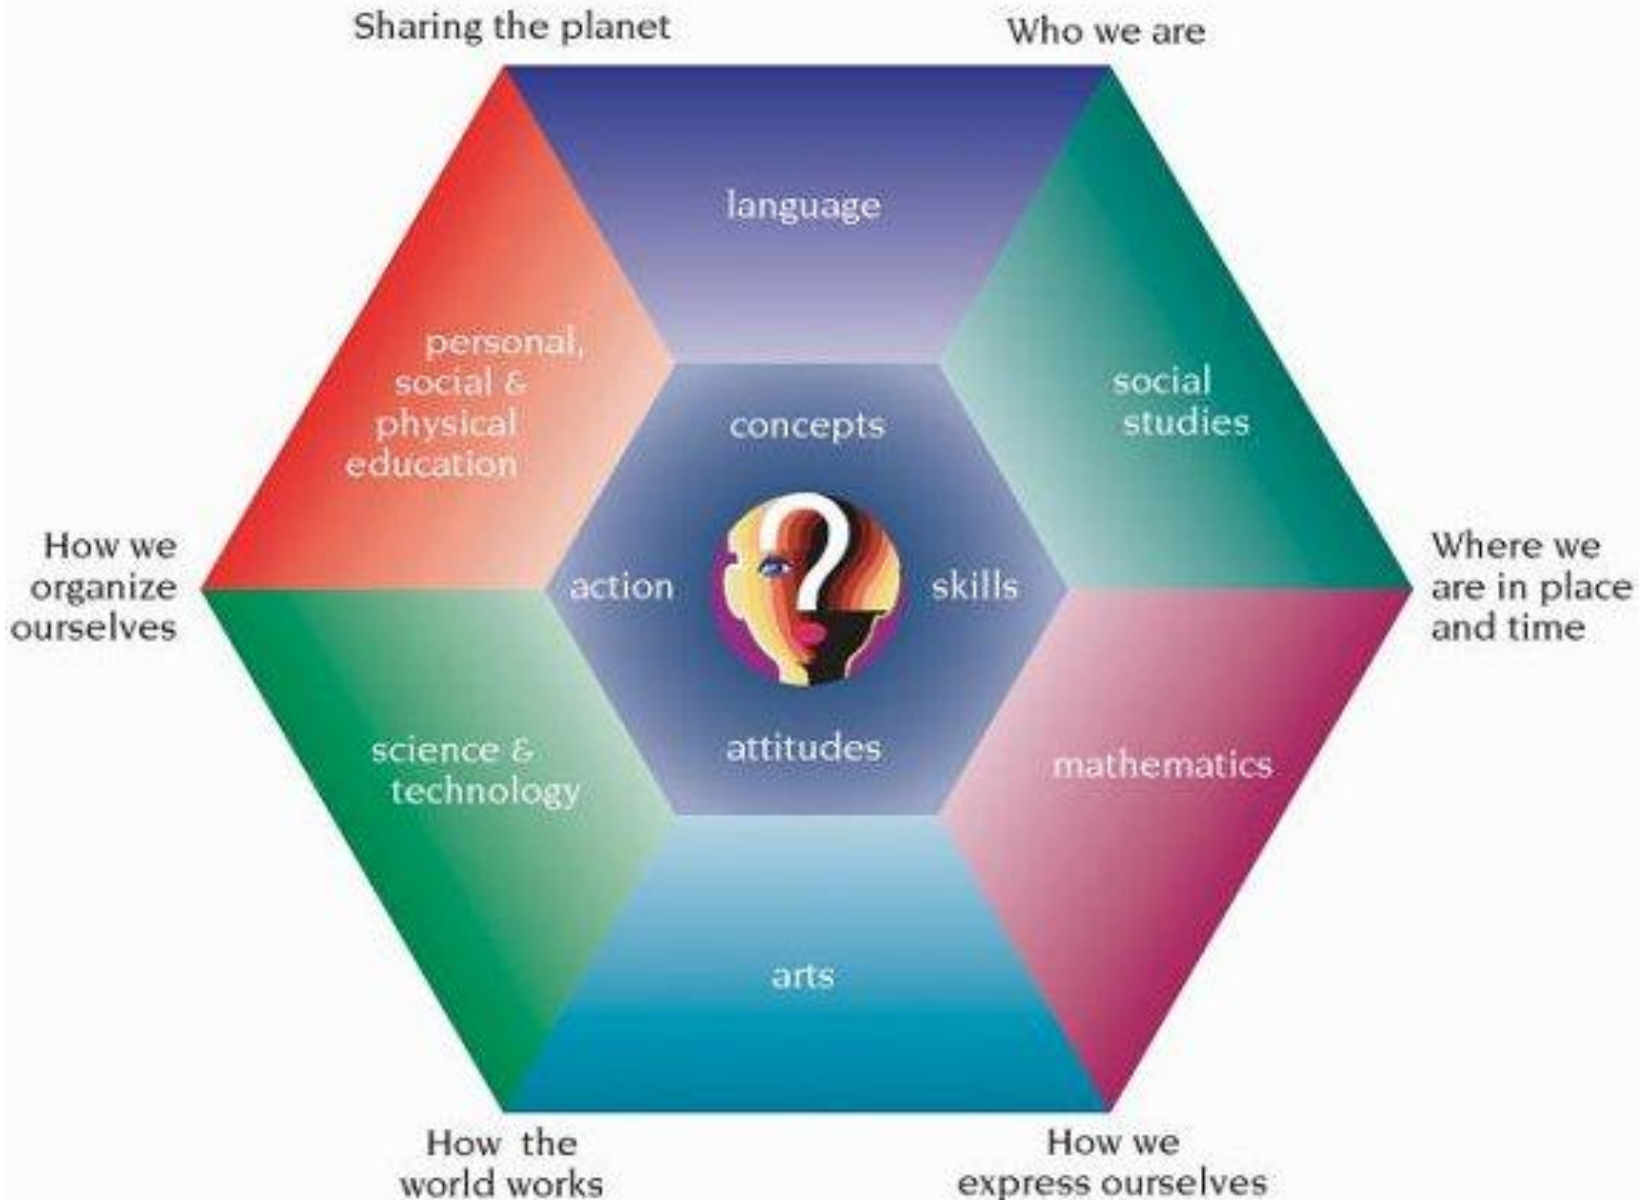 Sharing the planet
Who we are
language
personal,
social &
physical
education
social
studies
concepts
How we
organize
ourselves
action
skills
Where we
are in place
and time
science &
technology
attitudes
mathematics
arts
How the
world works
How we
express ourselves